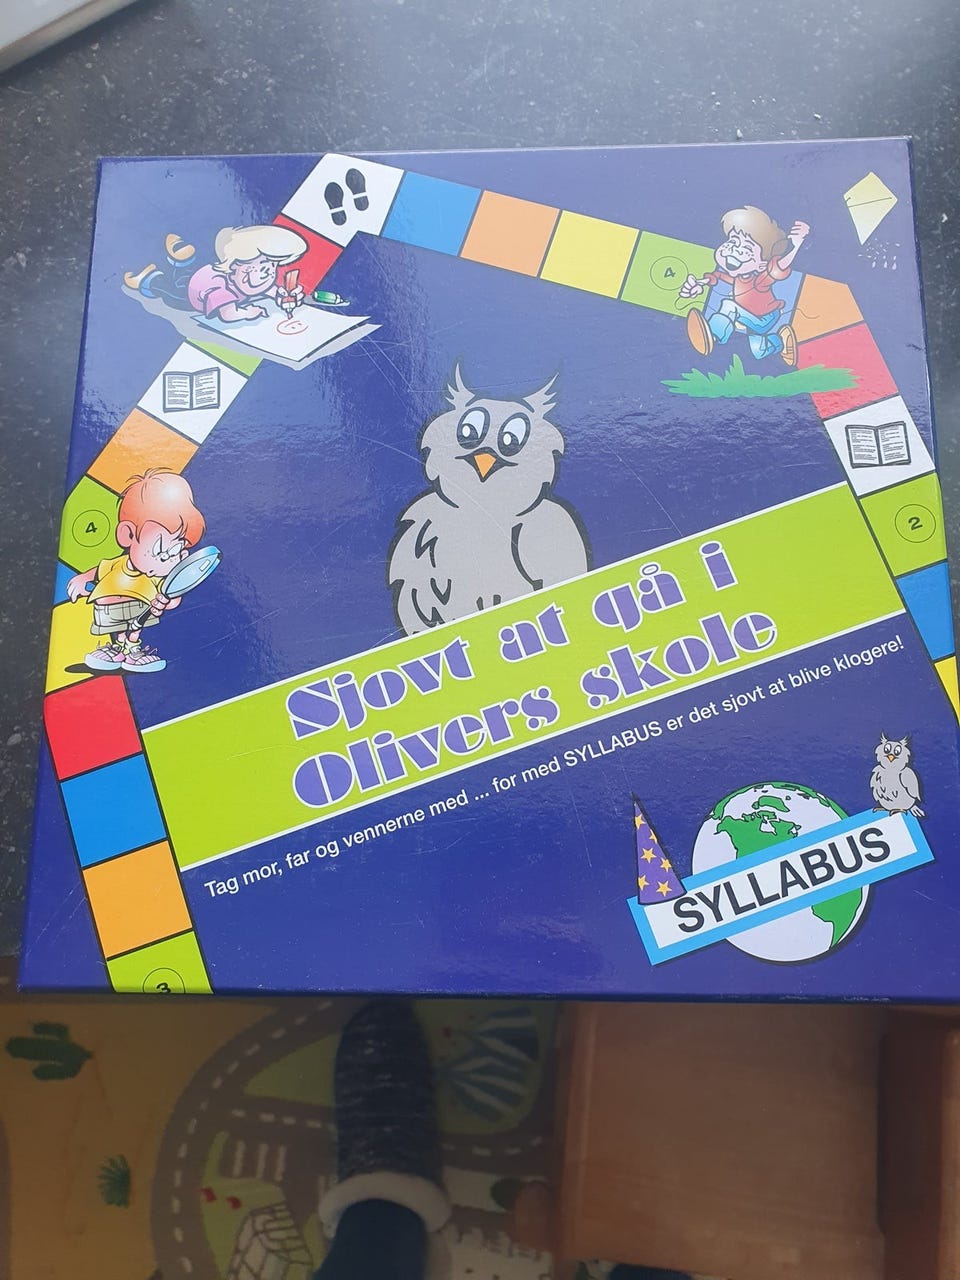 4
4
2
Sjovt at gå i
Olivers skole
Tag mor, far og vennerne med ... for med SYLLABUS er det sjovt at blive klogere!
SYLLABUS
3